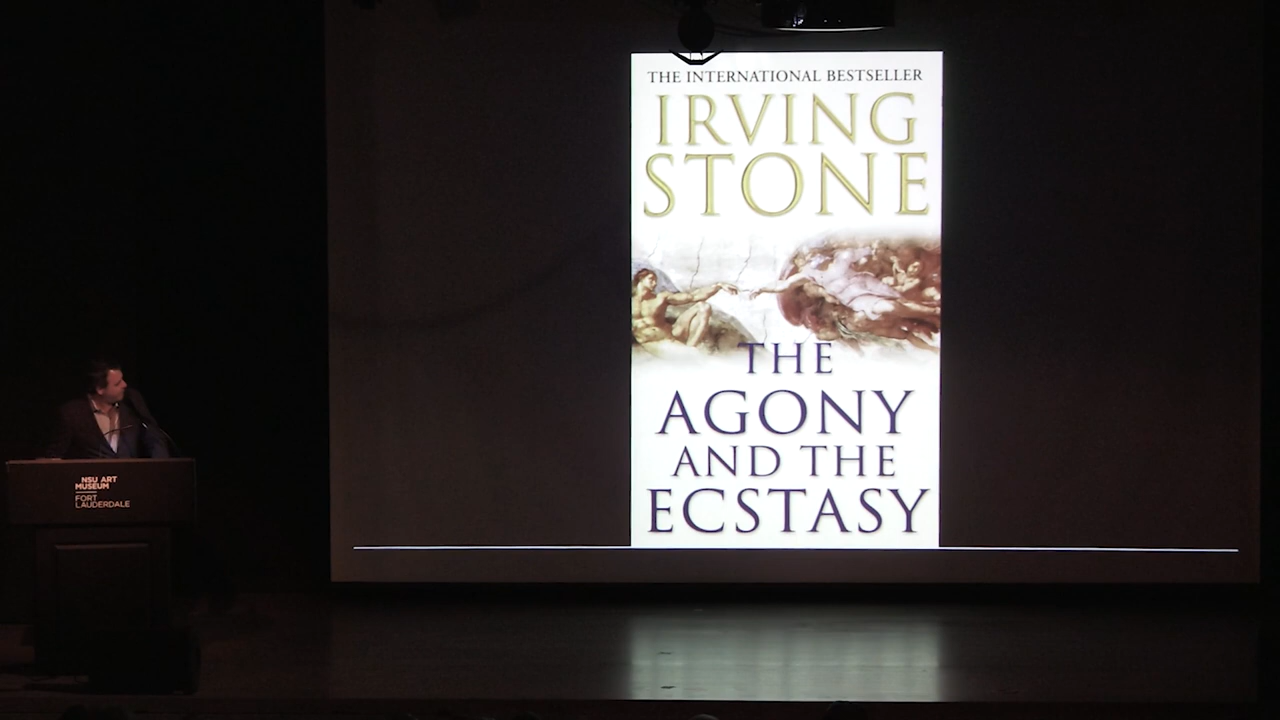 THE INTERNATIONAL BESTSELLER
IRVING
STONE
THE
AGONY
AND THE
ECSTASY
NSU ART
MUSEUM
FORT
LAUDERDALE